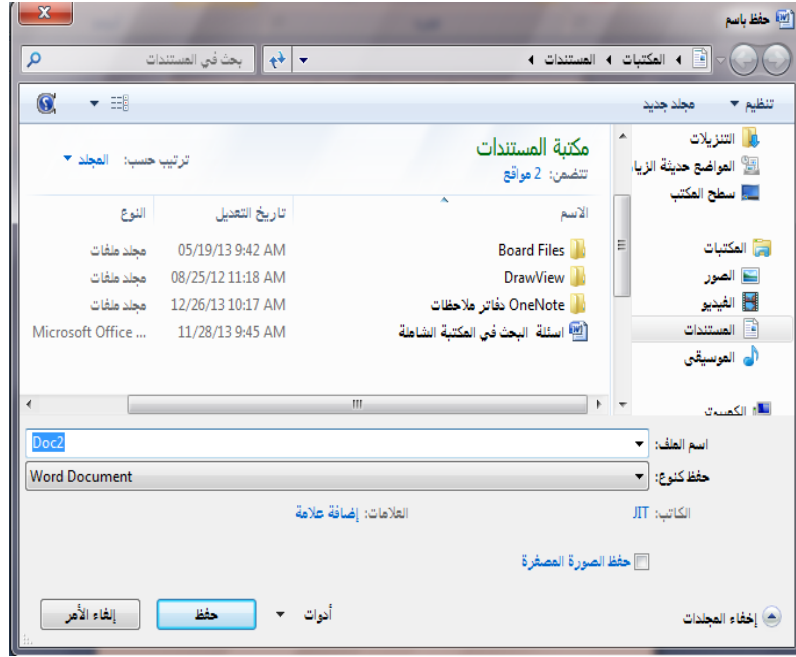 حفظ باسم
المكتبات
المستندات
بحث في المستندات
تنظيم
مجلد جديد
التنزيلات
المواضع حديثة الزيار
سطح المكتب
المكتبات
الصور
الفيديو
المستندات
الموسيقى
مكتبة المستندات
تتضمن: 2 مواقع
ترتيب حسب: المجلد
الاسم تاريخ التعديل النوع
Board Files 05/19/13 9:42 AM مجلد ملفات
DrawView 08/25/12 11:18 AM مجلد ملفات
OneNote دفاتر ملاحظات 12/26/13 10:17 AM مجلد ملفات
اسئلة البحث في المكتبة الشاملة 11/28/13 9:45 AM Microsoft Office ...
اسم الملف: Doc2
حفظ كنوع: Word Document
الكاتب: JIT العلامات: إضافة علامة
حفظ الصورة المصغرة
إخفاء المجلدات أدوات حفظ إلغاء الأمر